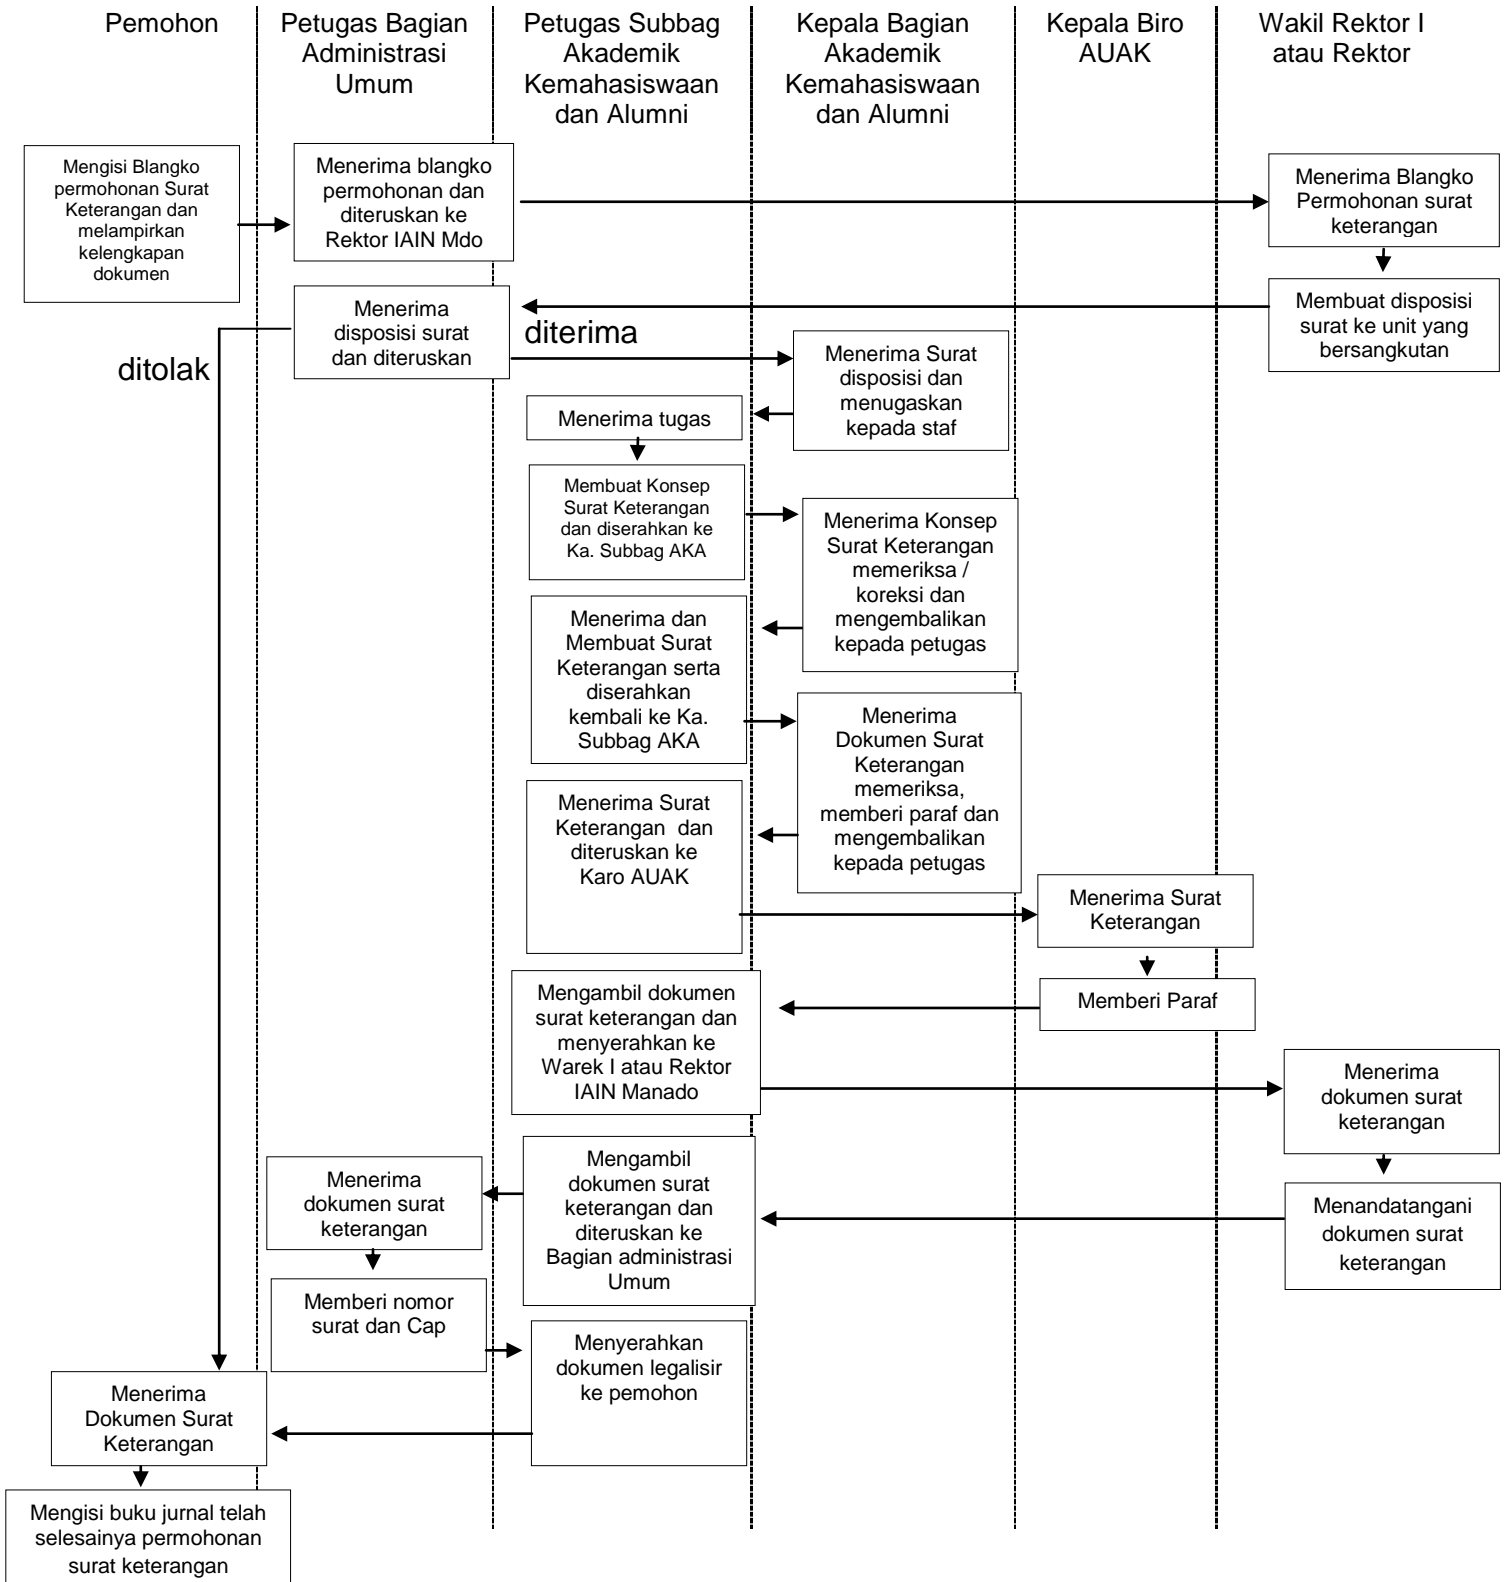 Pemohon
Petugas Bagian
Administrasi
Umum
Petugas Subbag
Akademik
Kemahasiswaan
dan Alumni
Kepala Bagian
Akademik
Kemahasiswaan
dan Alumni
Kepala Biro
AUAK
Wakil Rektor I
atau Rektor
Mengisi Blangko
permohonan Surat
Keterangan dan
melampirkan
kelengkapan
dokumen
Menerima blangko
permohonan dan
diteruskan ke
Rektor IAIN Mdo
Menerima Blangko
Permohonan surat
keterangan
Membuat disposisi
surat ke unit yang
bersangkutan
Menerima
disposisi surat
dan diteruskan
diterima
ditolak
Menerima Surat
disposisi dan
menugaskan
kepada staf
Menerima tugas
Membuat Konsep
Surat Keterangan
dan diserahkan ke
Ka. Subbag AKA
Menerima Konsep
Surat Keterangan
memeriksa /
koreksi dan
mengembalikan
kepada petugas
Menerima dan
Membuat Surat
Keterangan serta
diserahkan
kembali ke Ka.
Subbag AKA
Menerima
Dokumen Surat
Keterangan
memeriksa,
memberi paraf dan
mengembalikan
kepada petugas
Menerima Surat
Keterangan  dan
diteruskan ke
Karo AUAK
Menerima Surat
Keterangan
Memberi Paraf
Mengambil dokumen
surat keterangan dan
menyerahkan ke
Warek I atau Rektor
IAIN Manado
Menerima
dokumen surat
keterangan
Menandatangani
dokumen surat
keterangan
Mengambil
dokumen surat
keterangan dan
diteruskan ke
Bagian administrasi
Umum
Menerima
dokumen surat
keterangan
Memberi nomor
surat dan Cap
Menyerahkan
dokumen legalisir
ke pemohon
Menerima
Dokumen Surat
Keterangan
Mengisi buku jurnal telah
selesainya permohonan
surat keterangan